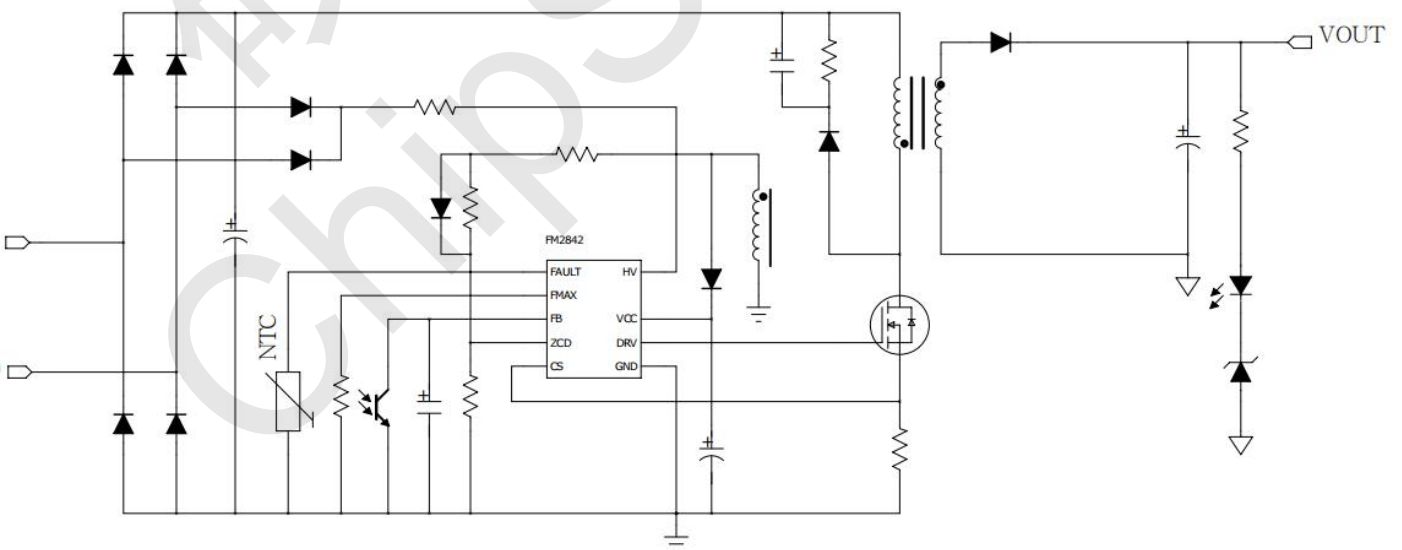 VOUT
FM2842
FAULT HV
FMAX
FB VCC
ZCD DRV
CS GND
NTC